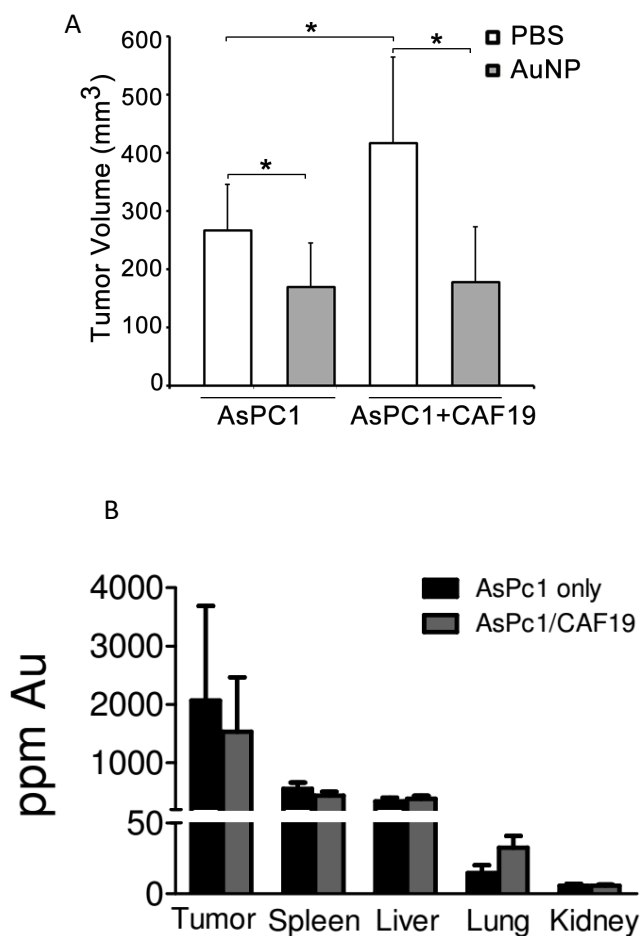 A
Tumor Volume (mm3)
600
500
400
300
200
100
0
*
*
*
PBS
AuNP
AsPC1
AsPC1+CAF19
B
ppm Au
4000
3000
2000
1000
50
0
AsPc1 only
AsPc1/CAF19
Tumor Spleen Liver Lung Kidney